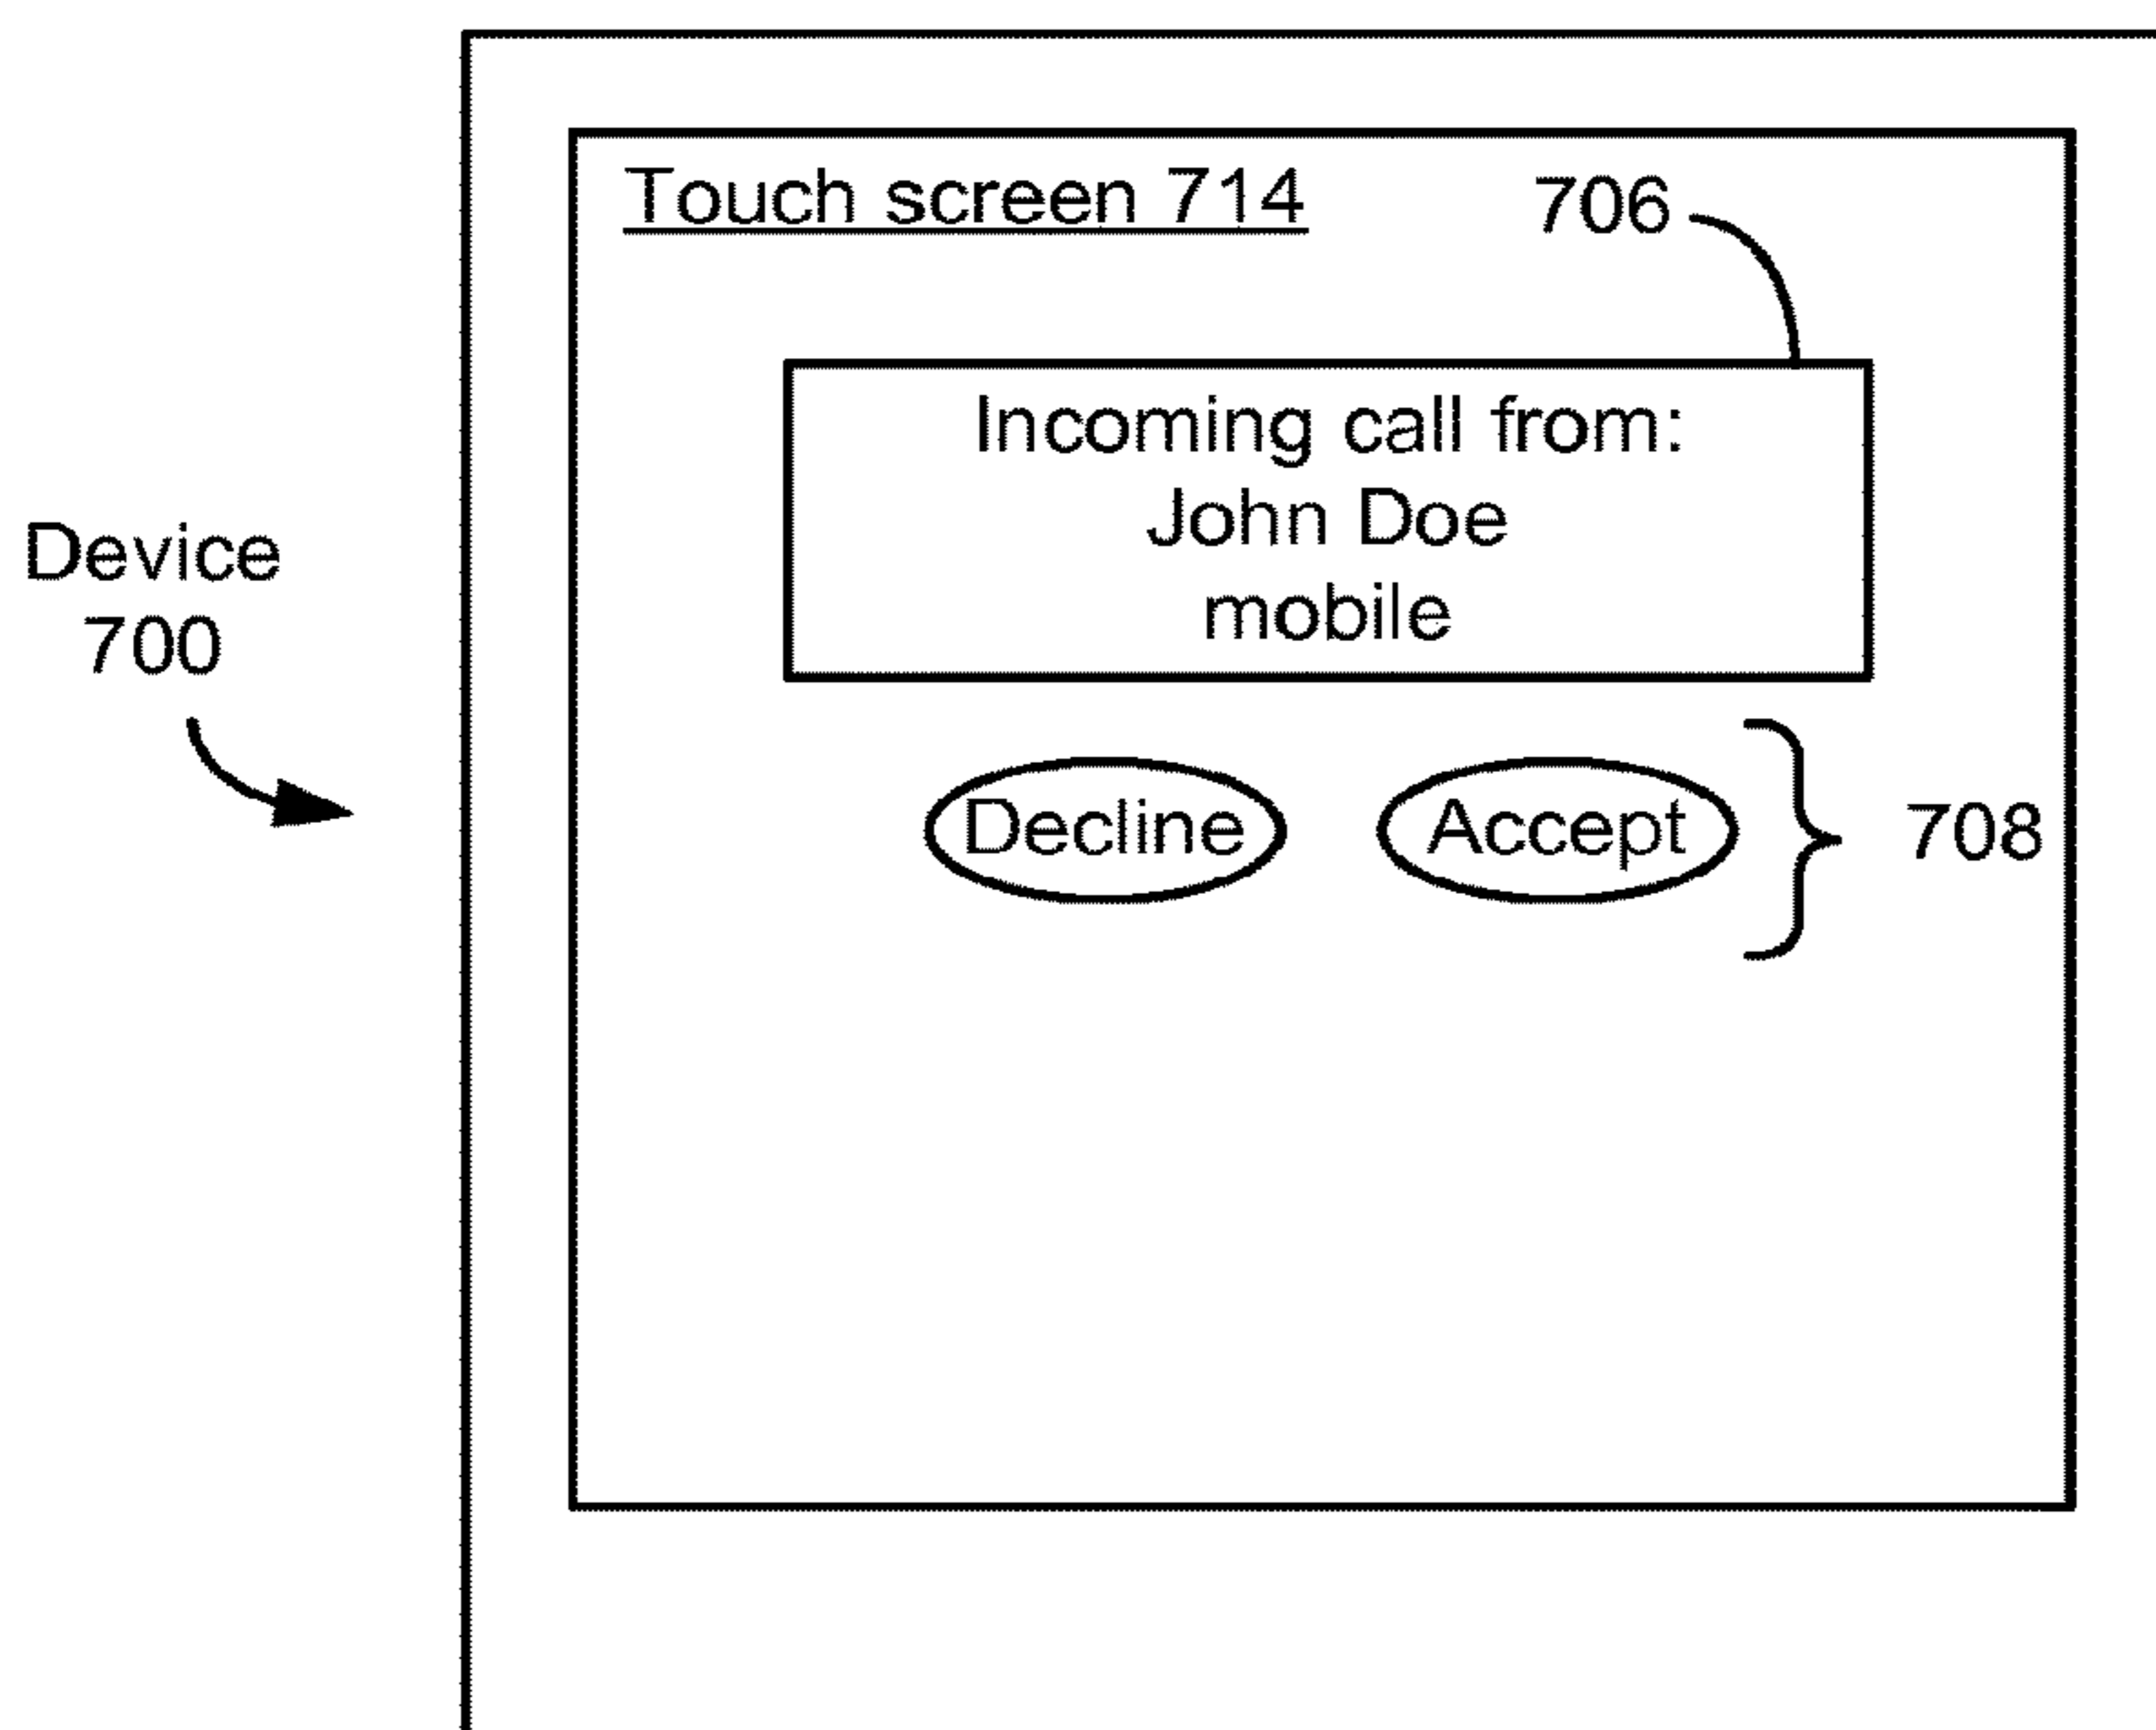 Touch screen 714
706
Incoming call from:
John Doe
mobile
Device
700
Decline Accept 708